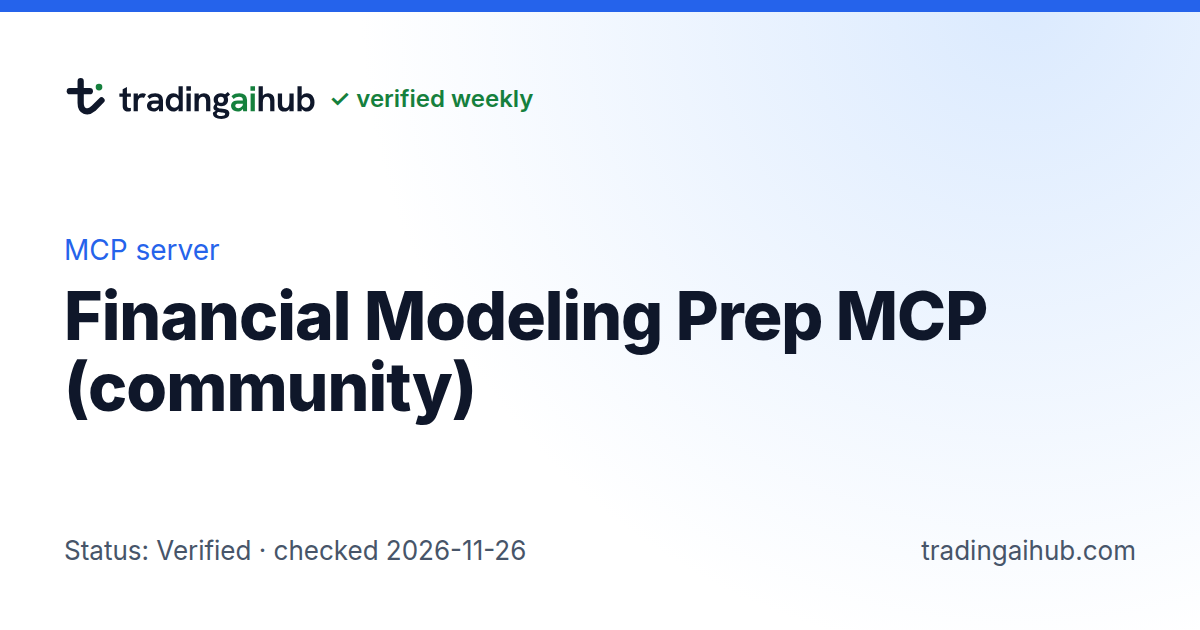 tradingaihub ✓ verified weekly
MCP server
Financial Modeling Prep MCP
(community)
Status: Verified · checked 2026-11-26
tradingaihub.com